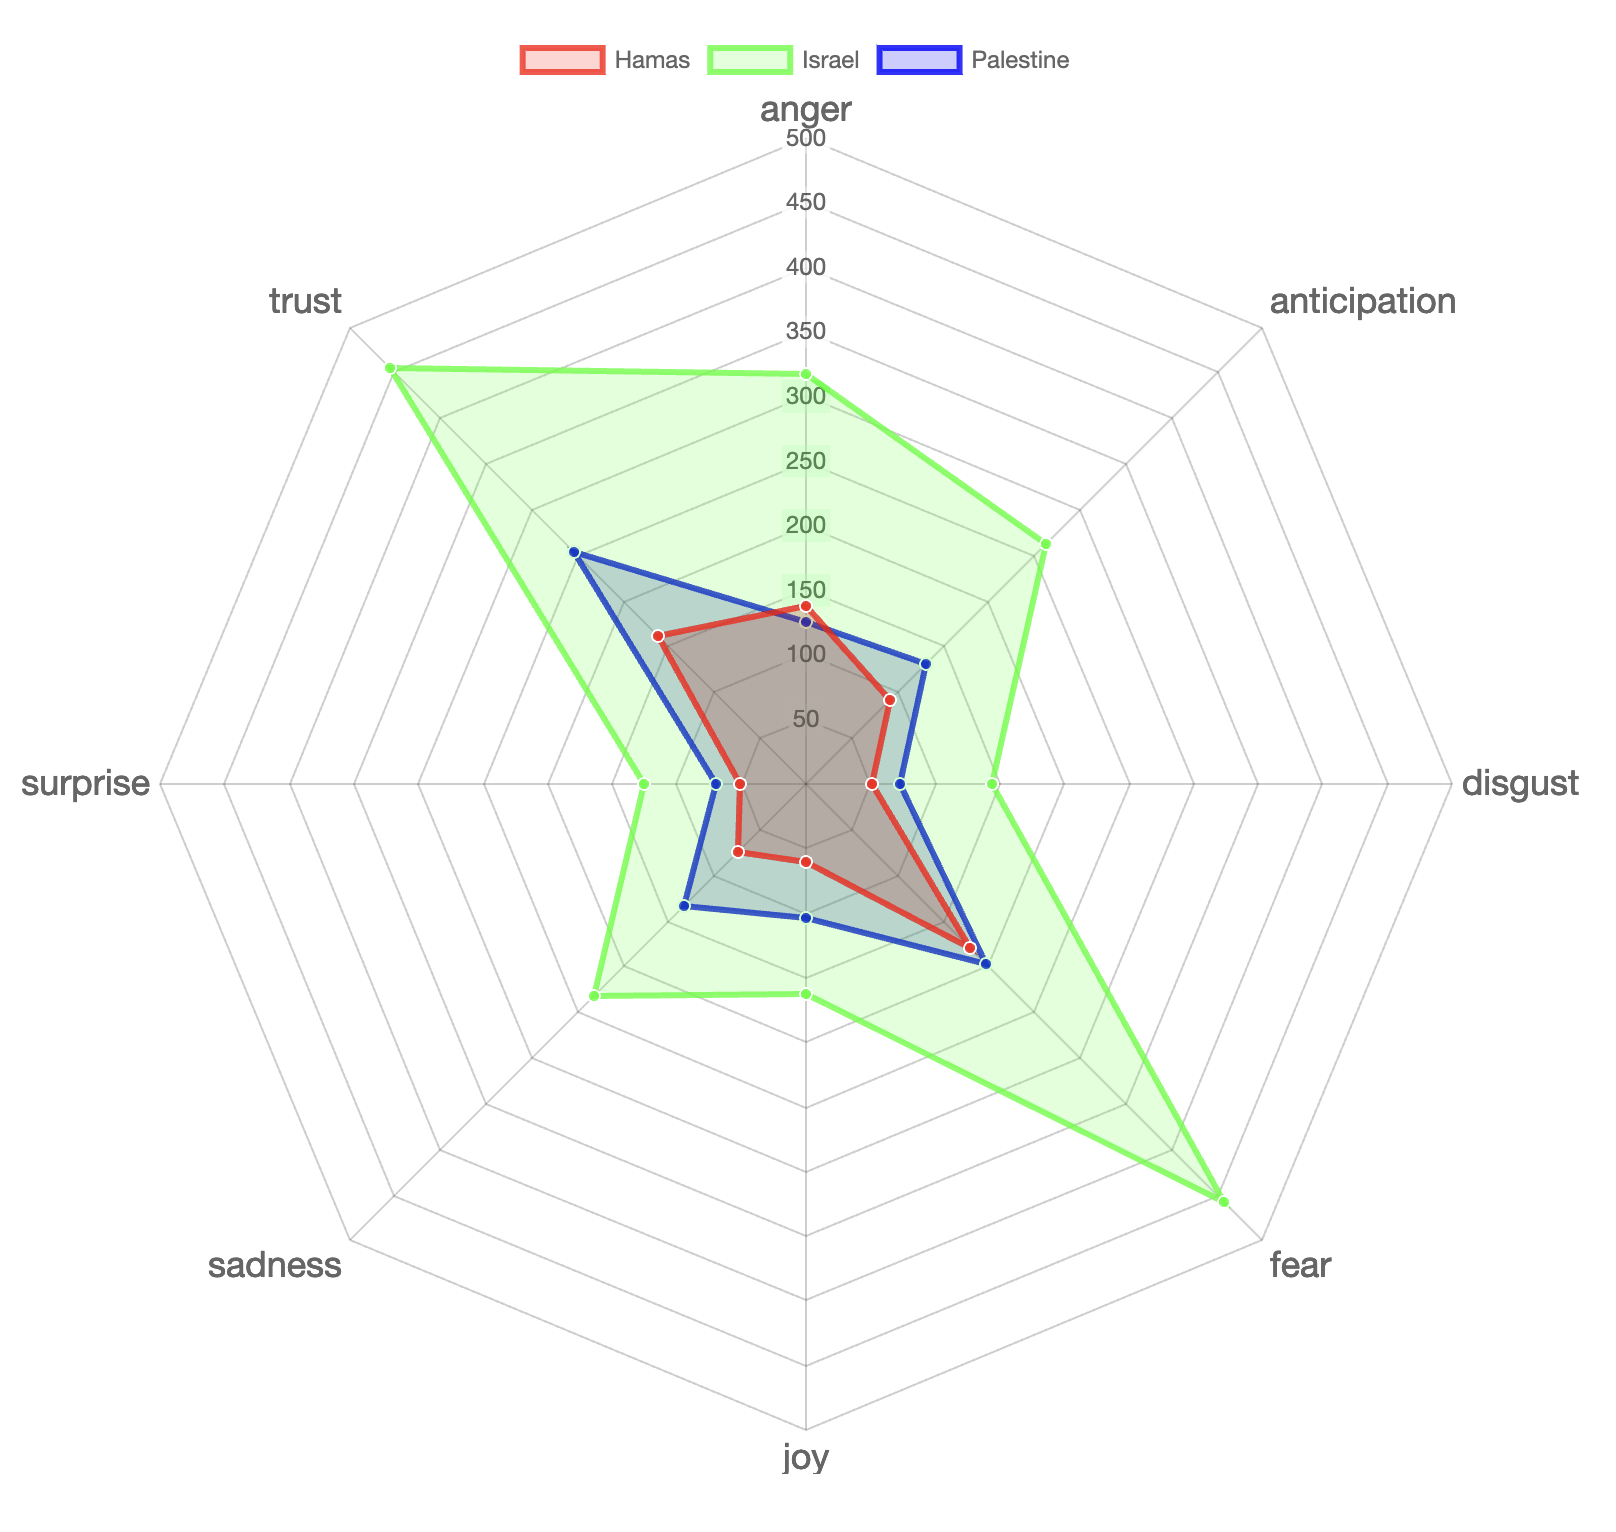 Hamas Israel Palestine
anger
500
450
400
350
300
250
200
150
100
50
trust
anticipation
surprise
disgust
sadness
fear
joy